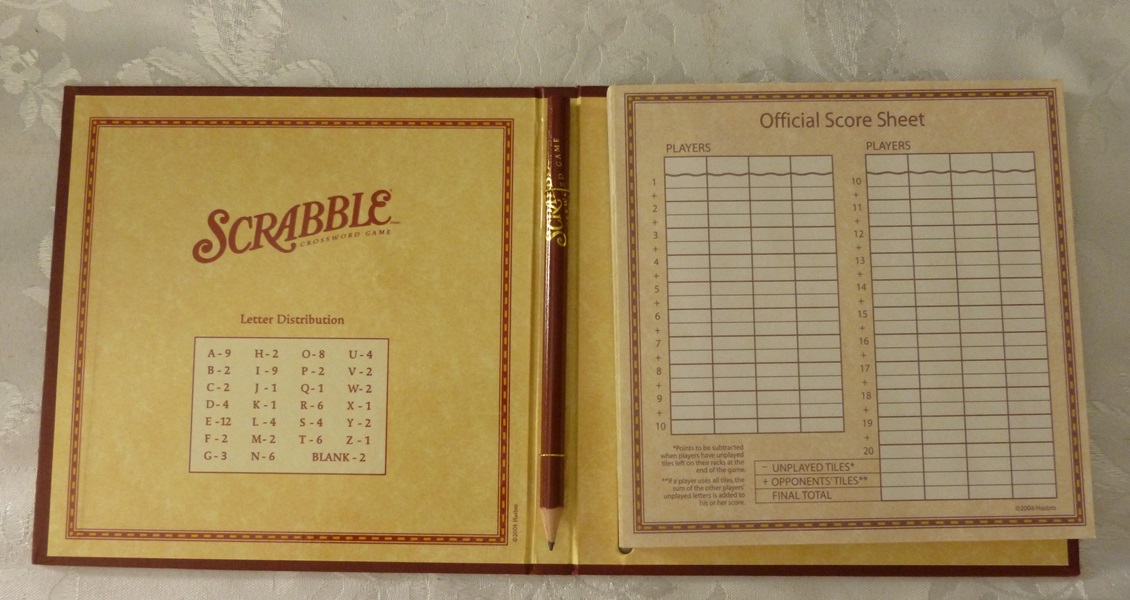 SCRABBLE
CROSSWORD GAME
Letter Distribution
A-9 H-2 O-8 U-4
B-2 I-9 P-2 V-2
C-2 J-1 Q-1 W-2
D-4 K-1 R-6 X-1
E-12 L-4 S-4 Y-2
F-2 M-2 T-6 Z-1
G-3 N-6 BLANK-2
©2004 Hasbro
SCRABBLE
CROSSWORD GAME
Official Score Sheet
PLAYERS
1
+
2
+
3
+
4
+
5
+
6
+
7
+
8
+
9
+
10
*Points to be subtracted
when players have unplayed
tiles left on their racks at the
end of the game.
**If a player uses all tiles, the
sum of the other players'
unplayed letters is added to
his or her score.
PLAYERS
10
+
11
+
12
+
13
+
14
+
15
+
16
+
17
+
18
+
19
+
20
– UNPLAYED TILES*
+ OPPONENTS' TILES**
FINAL TOTAL
©2004 Hasbro